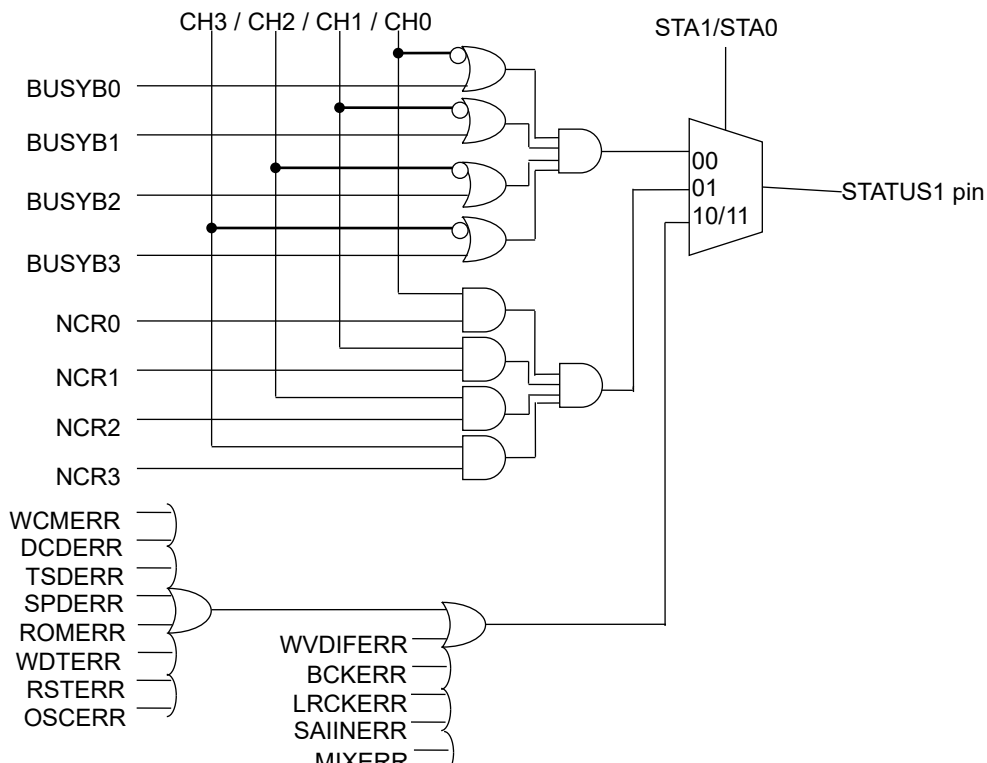 CH3 / CH2 / CH1 / CH0
STA1/STA0
BUSYB0
BUSYB1
BUSYB2
BUSYB3
00
01
10/11
STATUS1 pin
NCR0
NCR1
NCR2
NCR3
WCMERR
DCDERR
TSDERR
SPDERR
ROMERR
WDTERR
RSTERR
OSCERR
WVDIFERR
BCKERR
LRCKERR
SAIINERR
MIXERR